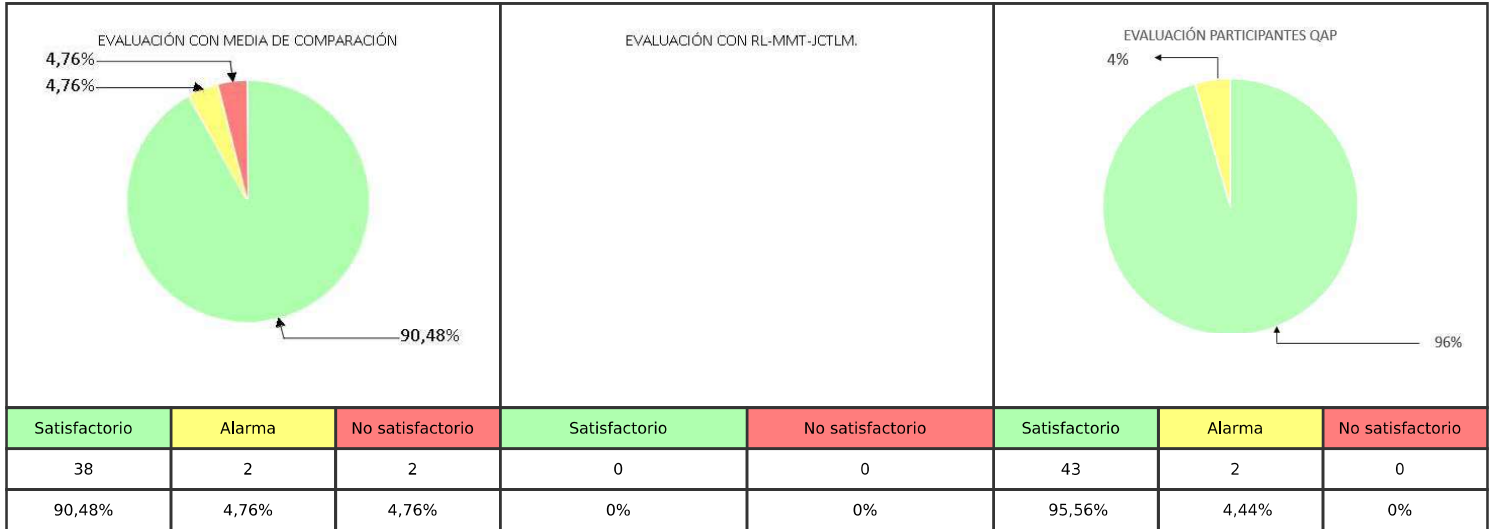 EVALUACIÓN CON MEDIA DE COMPARACIÓN
4,76%
4,76%
90,48%
EVALUACIÓN CON RL-MMT-JCTLM.
EVALUACIÓN PARTICIPANTES QAP
4%
96%
Satisfactorio Alarma No satisfactorio Satisfactorio No satisfactorio Satisfactorio Alarma No satisfactorio
38 2 2 0 0 43 2 0
90,48% 4,76% 4,76% 0% 0% 95,56% 4,44% 0%